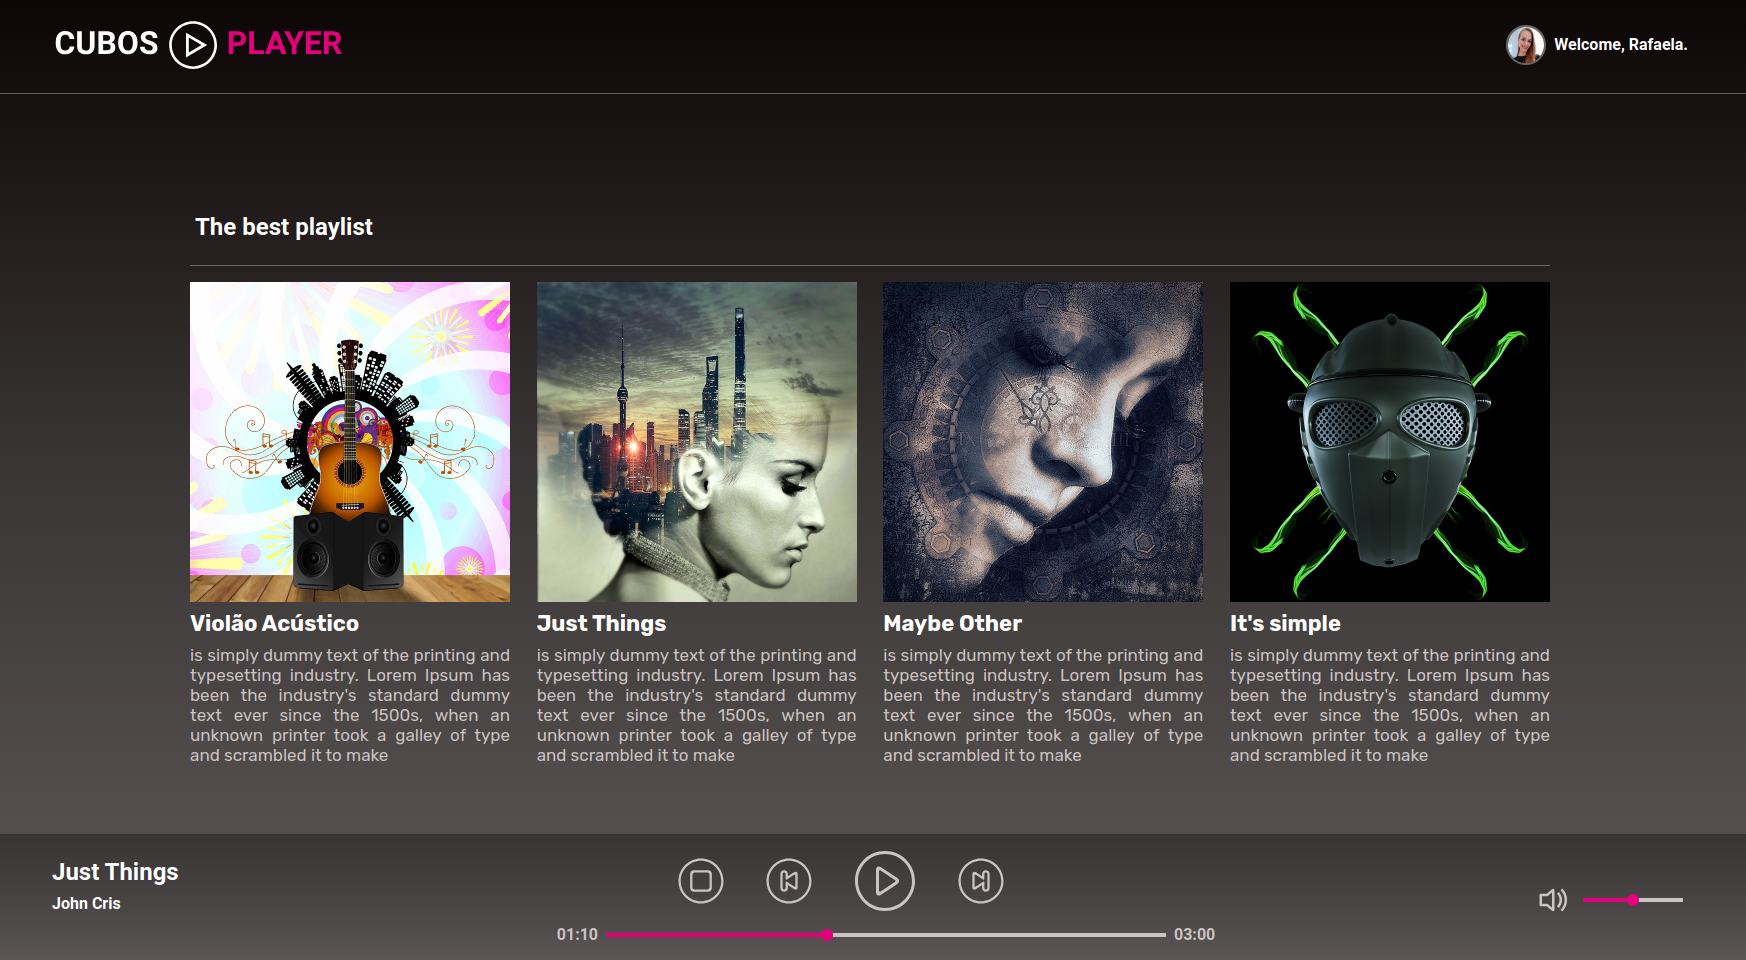 CUBOS PLAYER
Welcome, Rafaela.
The best playlist
Violão Acústico
is simply dummy text of the printing and
typesetting industry. Lorem Ipsum has
been the industry's standard dummy
text ever since the 1500s, when an
unknown printer took a galley of type
and scrambled it to make
Just Things
is simply dummy text of the printing and
typesetting industry. Lorem Ipsum has
been the industry's standard dummy
text ever since the 1500s, when an
unknown printer took a galley of type
and scrambled it to make
Maybe Other
is simply dummy text of the printing and
typesetting industry. Lorem Ipsum has
been the industry's standard dummy
text ever since the 1500s, when an
unknown printer took a galley of type
and scrambled it to make
It's simple
is simply dummy text of the printing and
typesetting industry. Lorem Ipsum has
been the industry's standard dummy
text ever since the 1500s, when an
unknown printer took a galley of type
and scrambled it to make
Just Things
John Cris
01:10
03:00